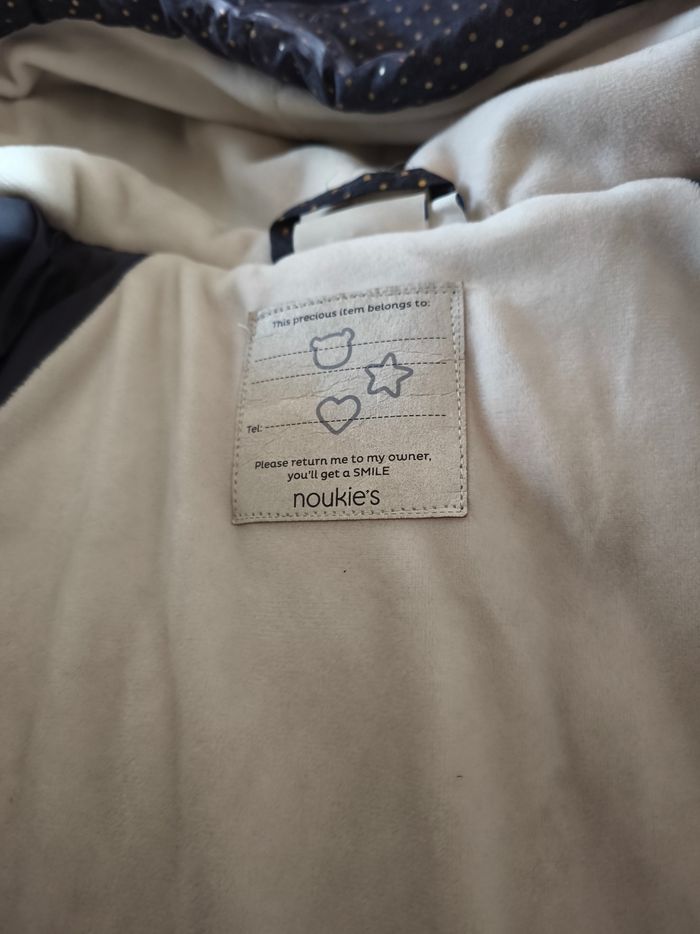 This precious item belongs to:
Tel:
Please return me to my owner,
you'll get a SMILE
noukie's